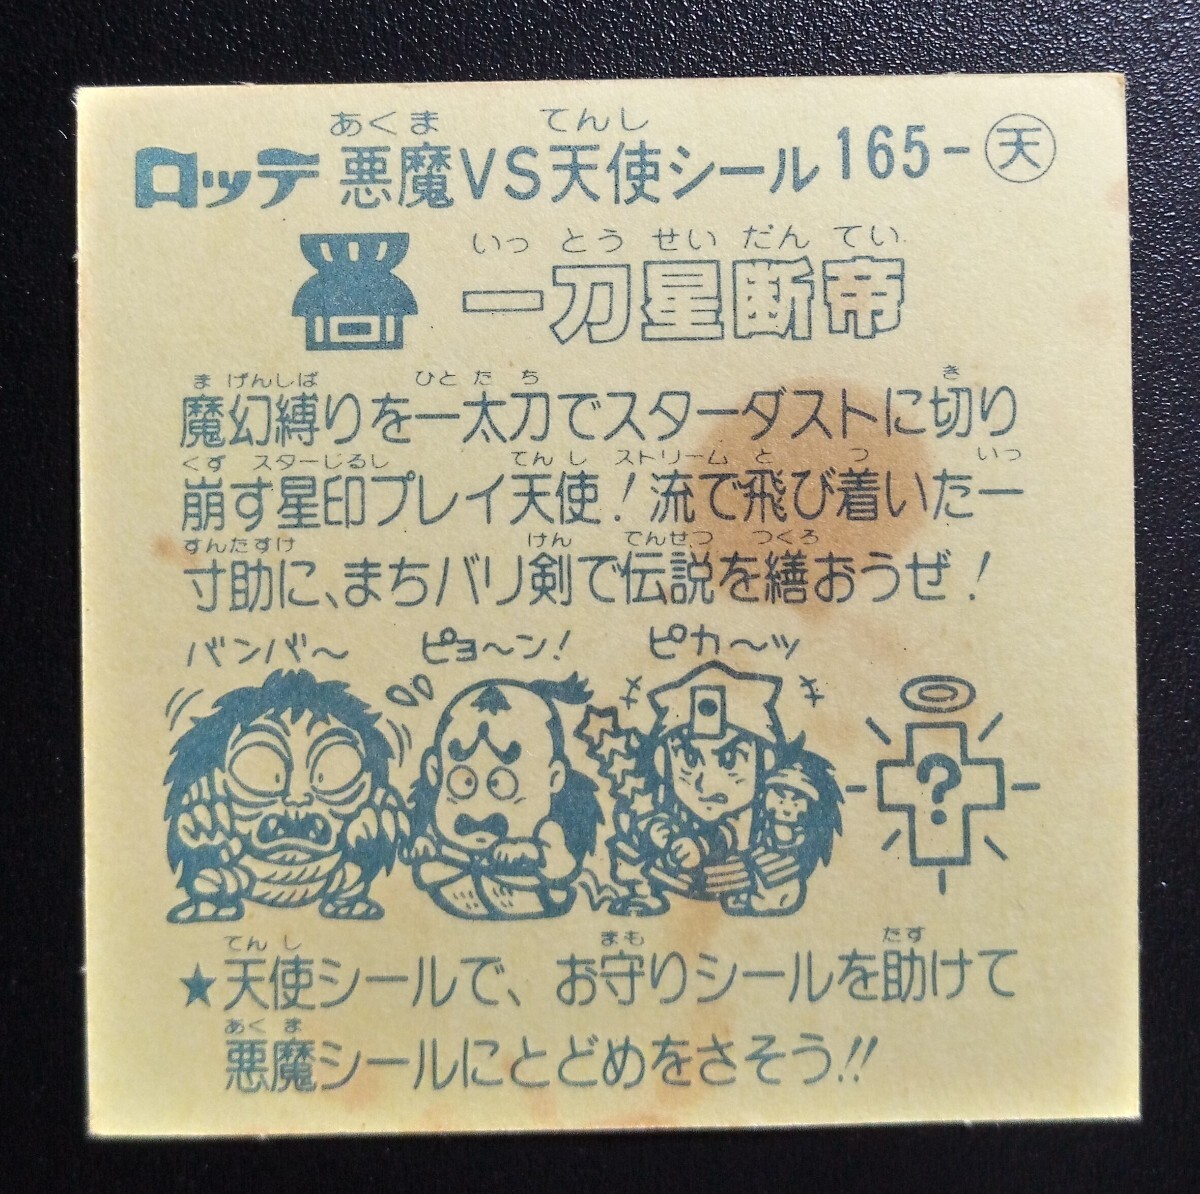 あくま てんし
ロッテ 悪魔VS天使シール 165-天
いっ とう せい だん てい
一刀星断帝
ま げんしば ひと た ち き
魔幻縛りを一太刀でスターダストに切り
くず スターじるし てん し ストリーム と つ いっ
崩す星印プレイ天使!流で飛び着いた一
すんたすけ けん でんせつ つくろ
寸助に、まちバリ剣で伝説を繕おうぜ!
バンバ〜 ピョ〜ン! ピカ〜ッ
?
てん し まも たす
★天使シールで、お守りシールを助けて
あく ま
悪魔シールにとどめをさそう!!